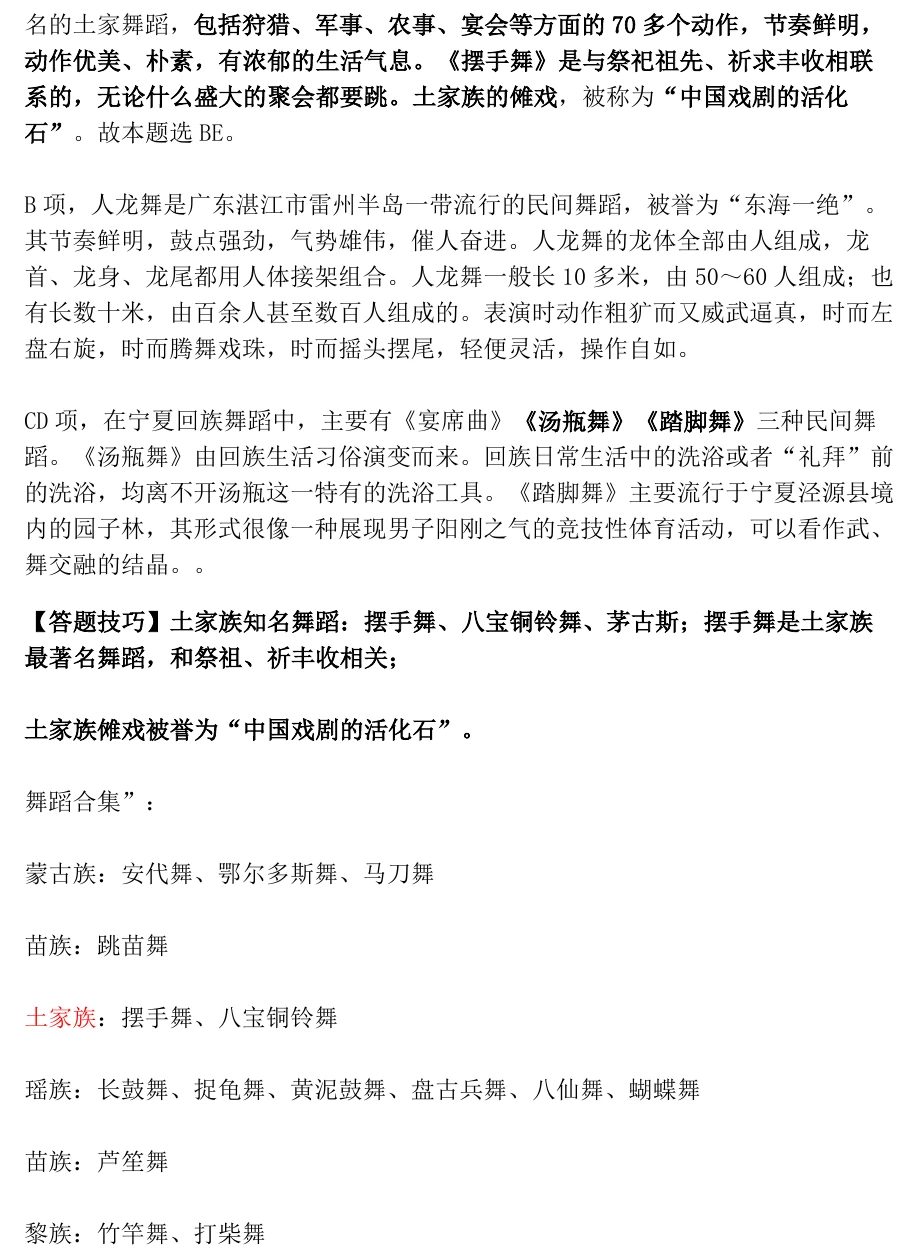 名的土家舞蹈，包括狩猎、军事、农事、宴会等方面的 70 多个动作，节奏鲜明，
动作优美、朴素，有浓郁的生活气息。《摆手舞》是与祭祀祖先、祈求丰收相联
系的，无论什么盛大的聚会都要跳。土家族的傩戏，被称为“中国戏剧的活化
石”。故本题选 BE。
B 项，人龙舞是广东湛江市雷州半岛一带流行的民间舞蹈，被誉为“东海一绝”。
其节奏鲜明，鼓点强劲，气势雄伟，催人奋进。人龙舞的龙体全部由人组成，龙
首、龙身、龙尾都用人体接架组合。人龙舞一般长 10 多米，由 50～60 人组成；也
有长数十米，由百余人甚至数百人组成的。表演时动作粗犷而又威武逼真，时而左
盘右旋，时而腾舞戏珠，时而摇头摆尾，轻便灵活，操作自如。
CD 项，在宁夏回族舞蹈中，主要有《宴席曲》《汤瓶舞》《踏脚舞》三种民间舞
蹈。《汤瓶舞》由回族生活习俗演变而来。回族日常生活中的洗浴或者“礼拜”前
的洗浴，均离不开汤瓶这一特有的洗浴工具。《踏脚舞》主要流行于宁夏泾源县境
内的园子林，其形式很像一种展现男子阳刚之气的竞技性体育活动，可以看作武、
舞交融的结晶。。
【答题技巧】土家族知名舞蹈：摆手舞、八宝铜铃舞、茅古斯；摆手舞是土家族
最著名舞蹈，和祭祖、祈丰收相关；
土家族傩戏被誉为“中国戏剧的活化石”。
舞蹈合集”：
蒙古族：安代舞、鄂尔多斯舞、马刀舞
苗族：跳苗舞
土家族：摆手舞、八宝铜铃舞
瑶族：长鼓舞、捉龟舞、黄泥鼓舞、盘古兵舞、八仙舞、蝴蝶舞
苗族：芦笙舞
黎族：竹竿舞、打柴舞